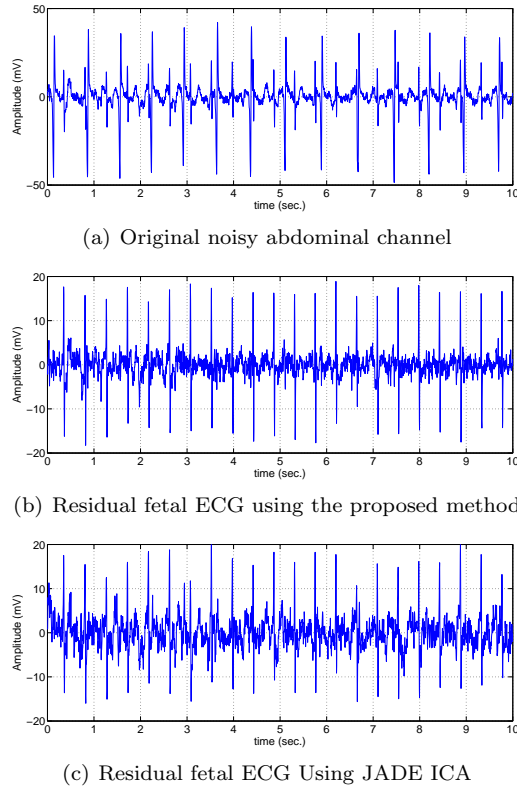 50
0
−50
Amplitude (mV)
0 1 2 3 4 5 6 7 8 9 10
time (sec.)
(a) Original noisy abdominal channel
20
10
0
−10
−20
Amplitude (mV)
0 1 2 3 4 5 6 7 8 9 10
time (sec.)
(b) Residual fetal ECG using the proposed method
20
10
0
−10
−20
Amplitude (mV)
0 1 2 3 4 5 6 7 8 9 10
time (sec.)
(c) Residual fetal ECG Using JADE ICA